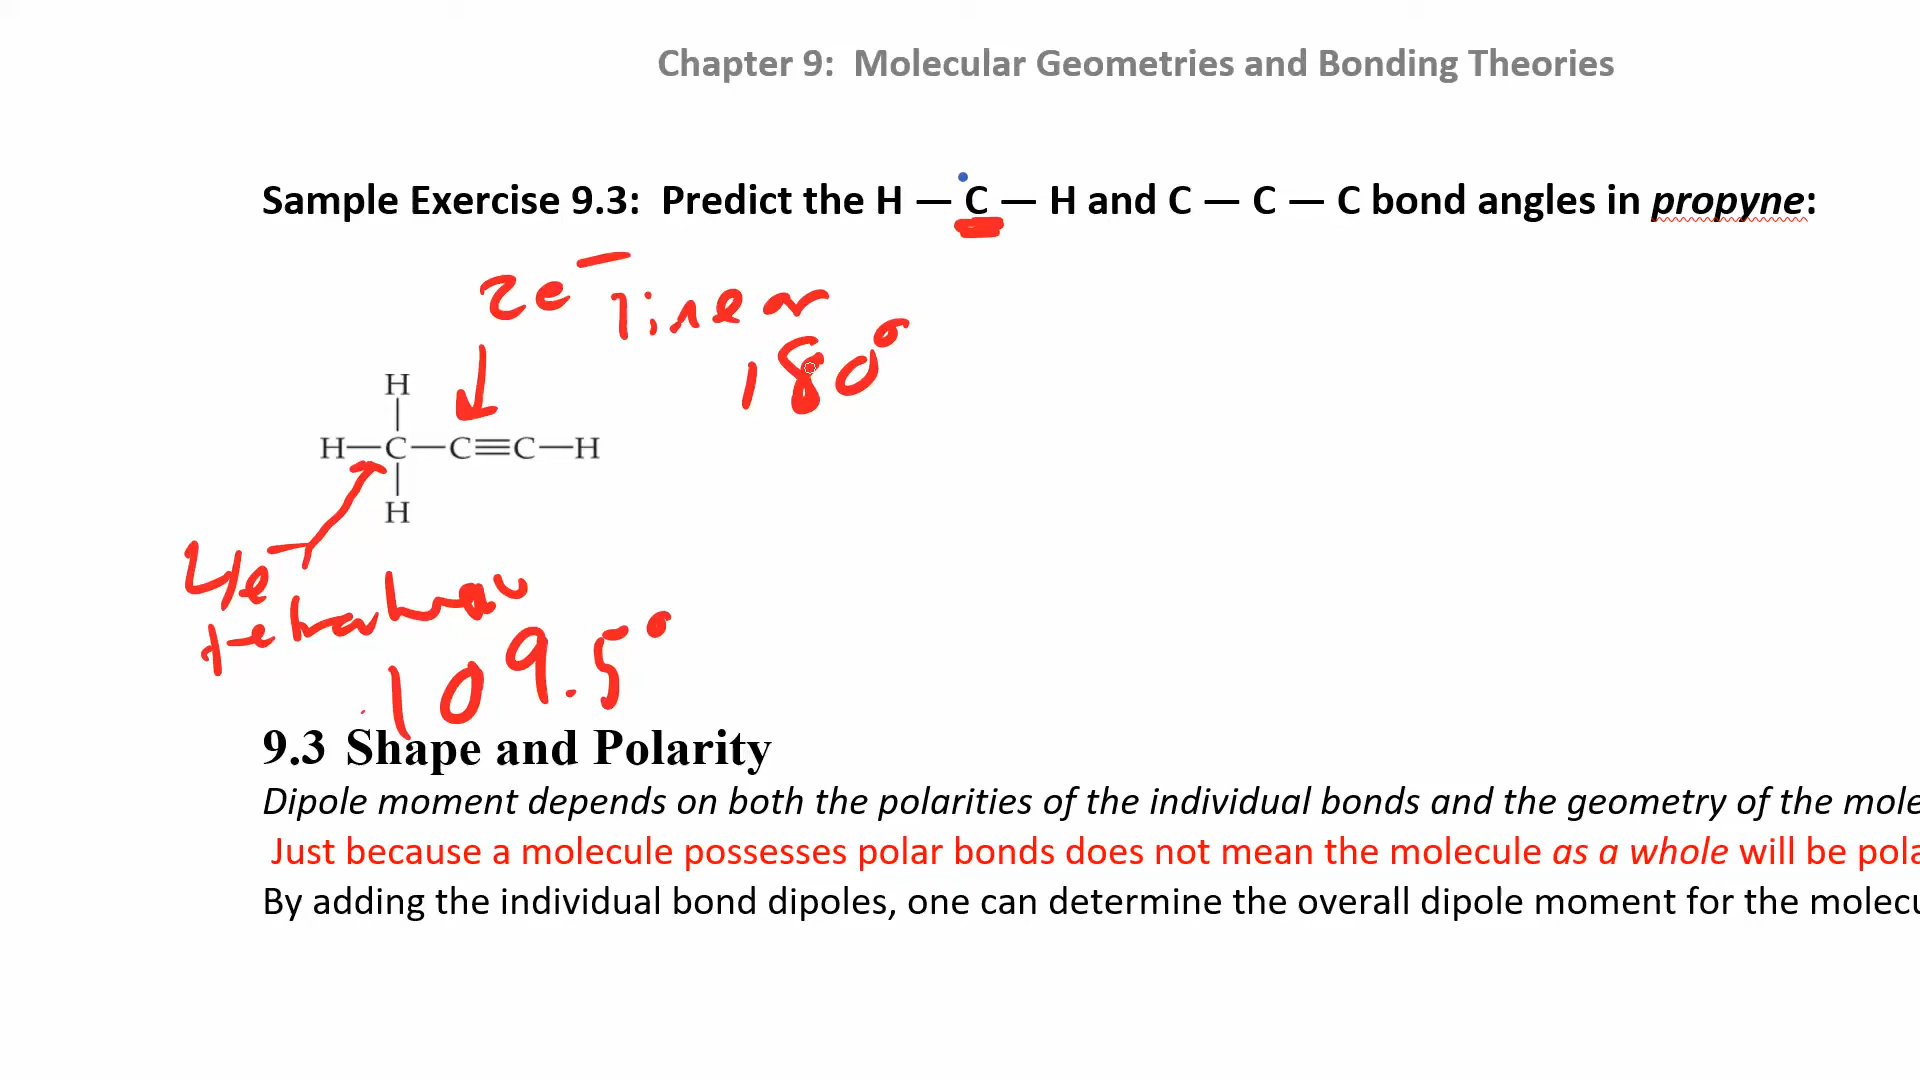 Chapter 9: Molecular Geometries and Bonding Theories
Sample Exercise 9.3: Predict the H — C — H and C — C — C bond angles in propyne:
2e⁻ linear
180°
H
H—C—C≡C—H
H
4e⁻
109.5°
9.3 Shape and Polarity
Dipole moment depends on both the polarities of the individual bonds and the geometry of the mole
Just because a molecule possesses polar bonds does not mean the molecule as a whole will be pola
By adding the individual bond dipoles, one can determine the overall dipole moment for the molecu